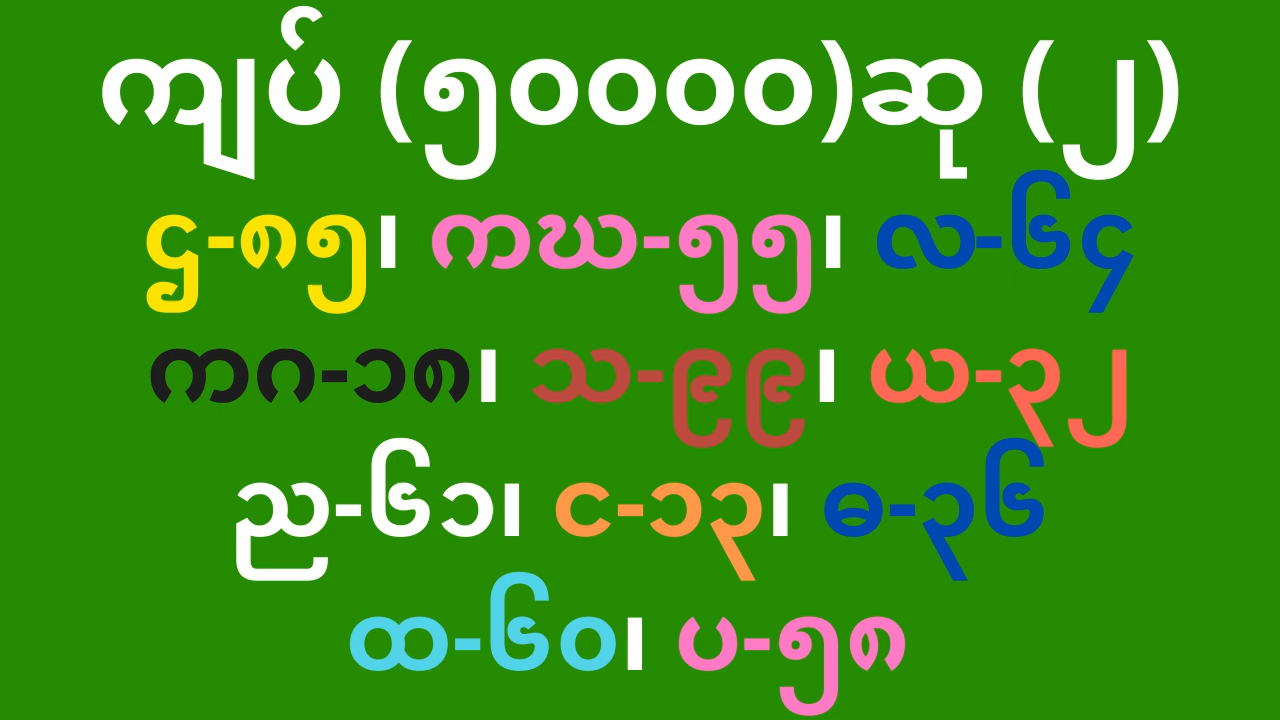 ကျပ် (၅၀၀၀၀)ဆု (၂)
ဌ-၈၅၊ ကဃ-၅၅၊ လ-၆၄
ကဂ-၁၈၊ သ-၉၉၊ ယ-၃၂
ည-၆၁၊ င-၁၃၊ ဓ-၃၆
ထ-၆၀၊ ပ-၅၈